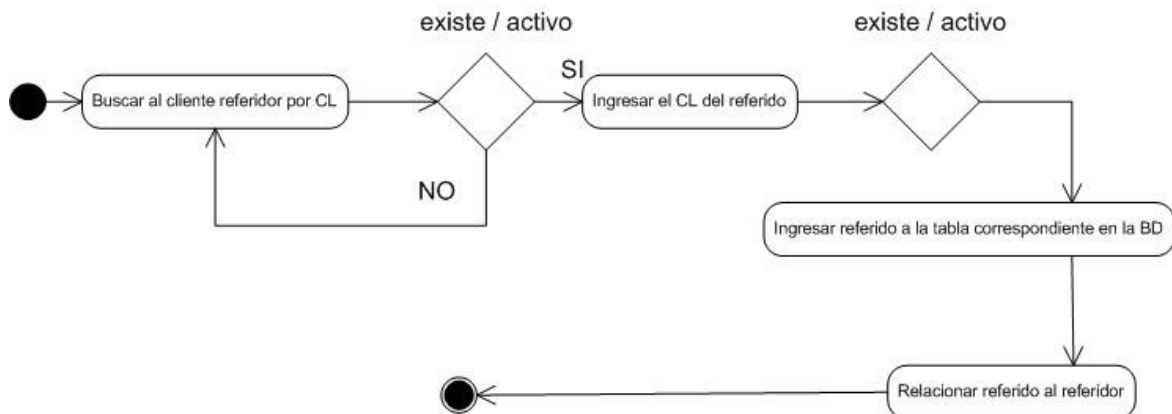 existe / activo
existe / activo
Buscar al cliente referidor por CL
SI
Ingresar el CL del referido
NO
Ingresar referido a la tabla correspondiente en la BD
Relacionar referido al referidor